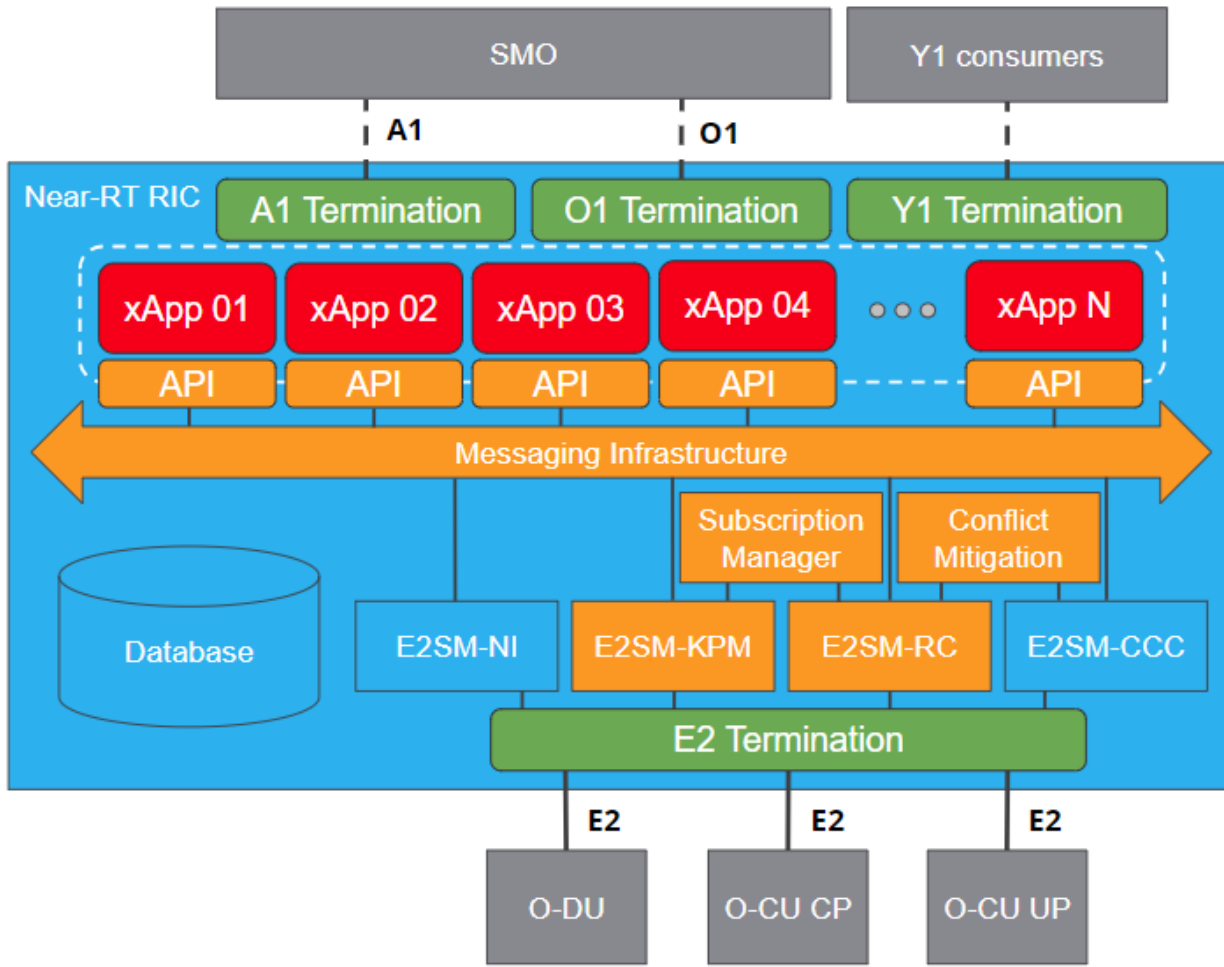 SMO
Y1 consumers
A1
O1
Near-RT RIC
A1 Termination
O1 Termination
Y1 Termination
xApp 01
xApp 02
xApp 03
xApp 04
xApp N
API
API
API
API
API
Messaging Infrastructure
Subscription
Manager
Conflict
Mitigation
Database
E2SM-NI
E2SM-KPM
E2SM-RC
E2SM-CCC
E2 Termination
E2
E2
E2
O-DU
O-CU CP
O-CU UP